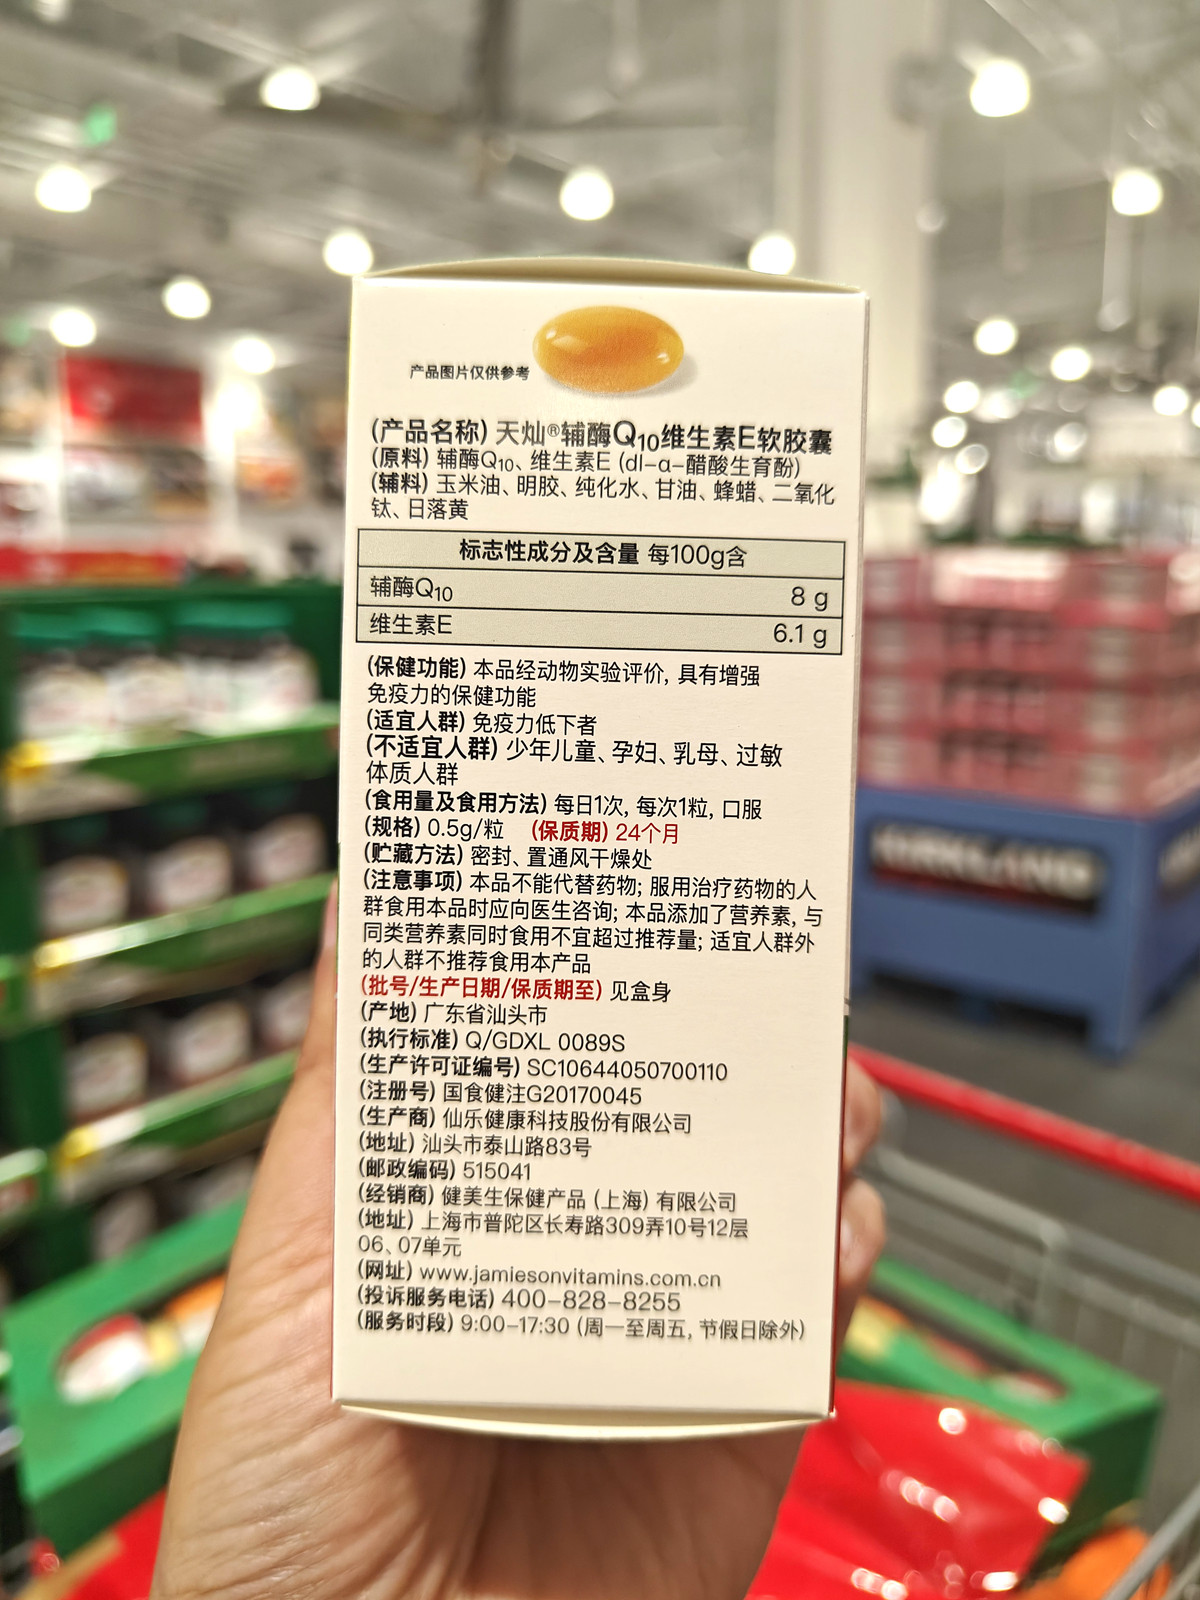 产品图片仅供参考
(产品名称) 天灿®辅酶Q10维生素E软胶囊
(原料) 辅酶Q10、维生素E (dl-α-醋酸生育酚)
(辅料) 玉米油、明胶、纯化水、甘油、蜂蜡、二氧化
钛、日落黄
标志性成分及含量 每100g含
辅酶Q10 8 g
维生素E 6.1 g
(保健功能) 本品经动物实验评价, 具有增强
免疫力的保健功能
(适宜人群) 免疫力低下者
(不适宜人群) 少年儿童、孕妇、乳母、过敏
体质人群
(食用量及食用方法) 每日1次, 每次1粒, 口服
(规格) 0.5g/粒 (保质期) 24个月
(贮藏方法) 密封、置通风干燥处
(注意事项) 本品不能代替药物; 服用治疗药物的人
群食用本品时应向医生咨询; 本品添加了营养素, 与
同类营养素同时食用不宜超过推荐量; 适宜人群外
的人群不推荐食用本产品
(批号/生产日期/保质期至) 见盒身
(产地) 广东省汕头市
(执行标准) Q/GDXL 0089S
(生产许可证编号) SC10644050700110
(注册号) 国食健注G20170045
(生产商) 仙乐健康科技股份有限公司
(地址) 汕头市泰山路83号
(邮政编码) 515041
(经销商) 健美生保健产品 (上海) 有限公司
(地址) 上海市普陀区长寿路309弄10号12层
06、07单元
(网址) www.jamiesonvitamins.com.cn
(投诉服务电话) 400-828-8255
(服务时段) 9:00-17:30 (周一至周五, 节假日除外)
KIRKLAND